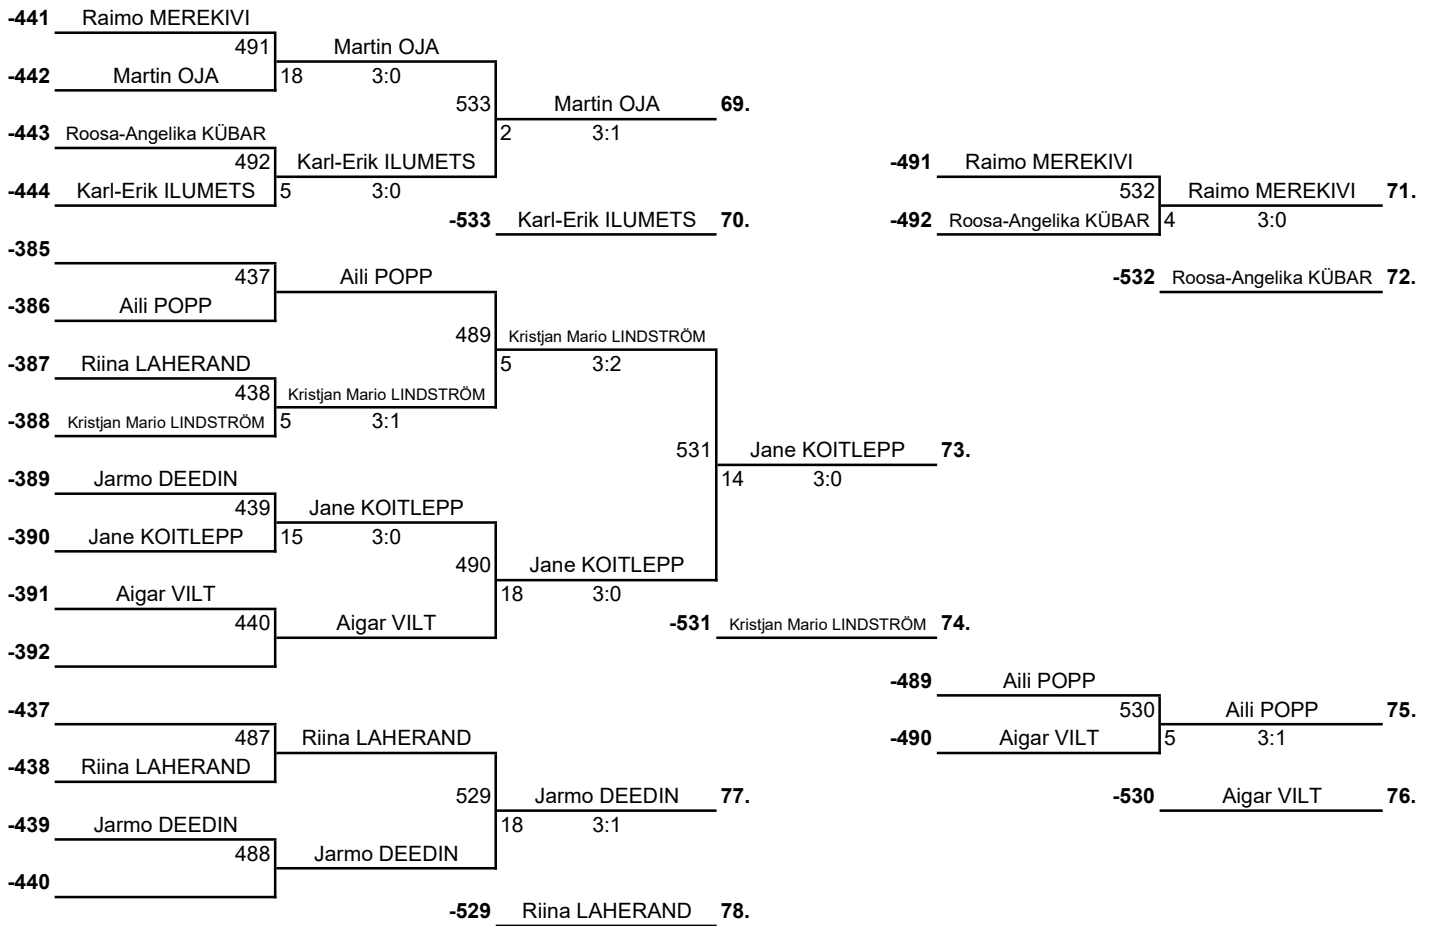 -441 Raimo MEREKIVI
491 Martin OJA
-442 Martin OJA 18 3:0
533 Martin OJA 69.
-443 Roosa-Angelika KÜBAR 2 3:1
492 Karl-Erik ILUMETS -491 Raimo MEREKIVI
-444 Karl-Erik ILUMETS 5 3:0 532 Raimo MEREKIVI 71.
-533 Karl-Erik ILUMETS 70. -492 Roosa-Angelika KÜBAR 4 3:0
-385
437 Aili POPP -532 Roosa-Angelika KÜBAR 72.
-386 Aili POPP
489 Kristjan Mario LINDSTRÖM
-387 Riina LAHERAND 5 3:2
438 Kristjan Mario LINDSTRÖM
-388 Kristjan Mario LINDSTRÖM 5 3:1
531 Jane KOITLEPP 73.
-389 Jarmo DEEDIN 14 3:0
439 Jane KOITLEPP
-390 Jane KOITLEPP 15 3:0
490 Jane KOITLEPP
-391 Aigar VILT 18 3:0
440 Aigar VILT -531 Kristjan Mario LINDSTRÖM 74.
-392
-489 Aili POPP
-437 530 Aili POPP 75.
487 Riina LAHERAND -490 Aigar VILT 5 3:1
-438 Riina LAHERAND
529 Jarmo DEEDIN 77. -530 Aigar VILT 76.
-439 Jarmo DEEDIN 18 3:1
488 Jarmo DEEDIN
-440
-529 Riina LAHERAND 78.